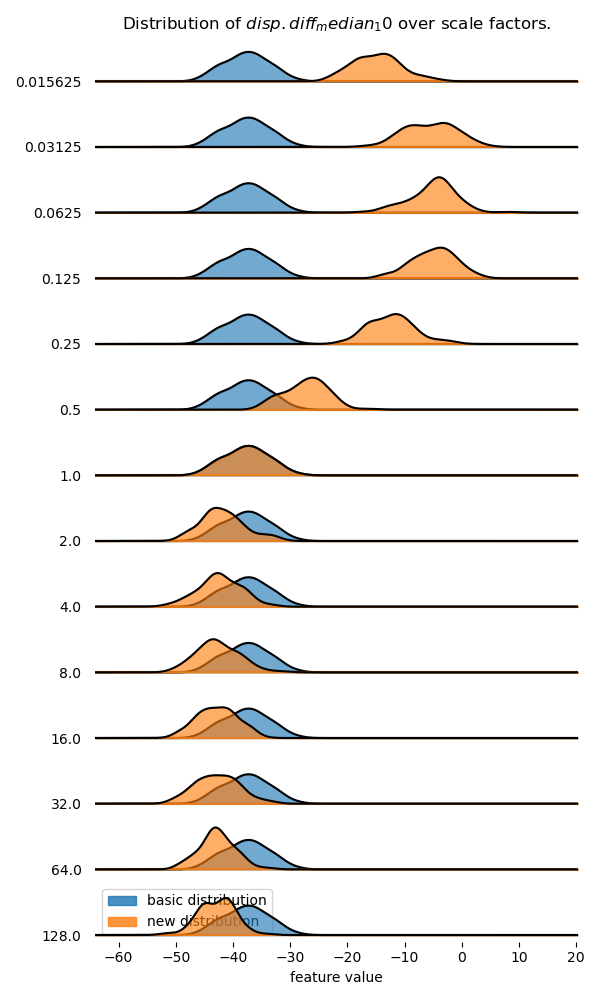 Distribution of disp.diff_median_10 over scale factors.
0.015625
0.03125
0.0625
0.125
0.25
0.5
1.0
2.0
4.0
8.0
16.0
32.0
64.0
128.0
basic distribution
new distribution
−60 −50 −40 −30 −20 −10 0 10 20
feature value